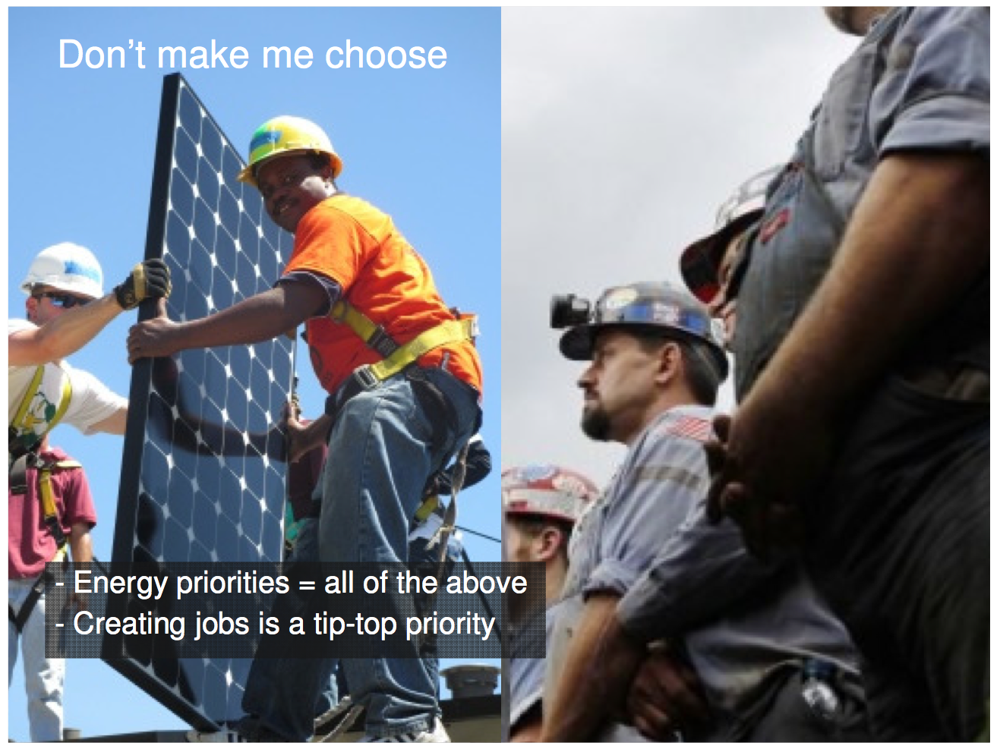 Don’t make me choose
- Energy priorities = all of the above
- Creating jobs is a tip-top priority